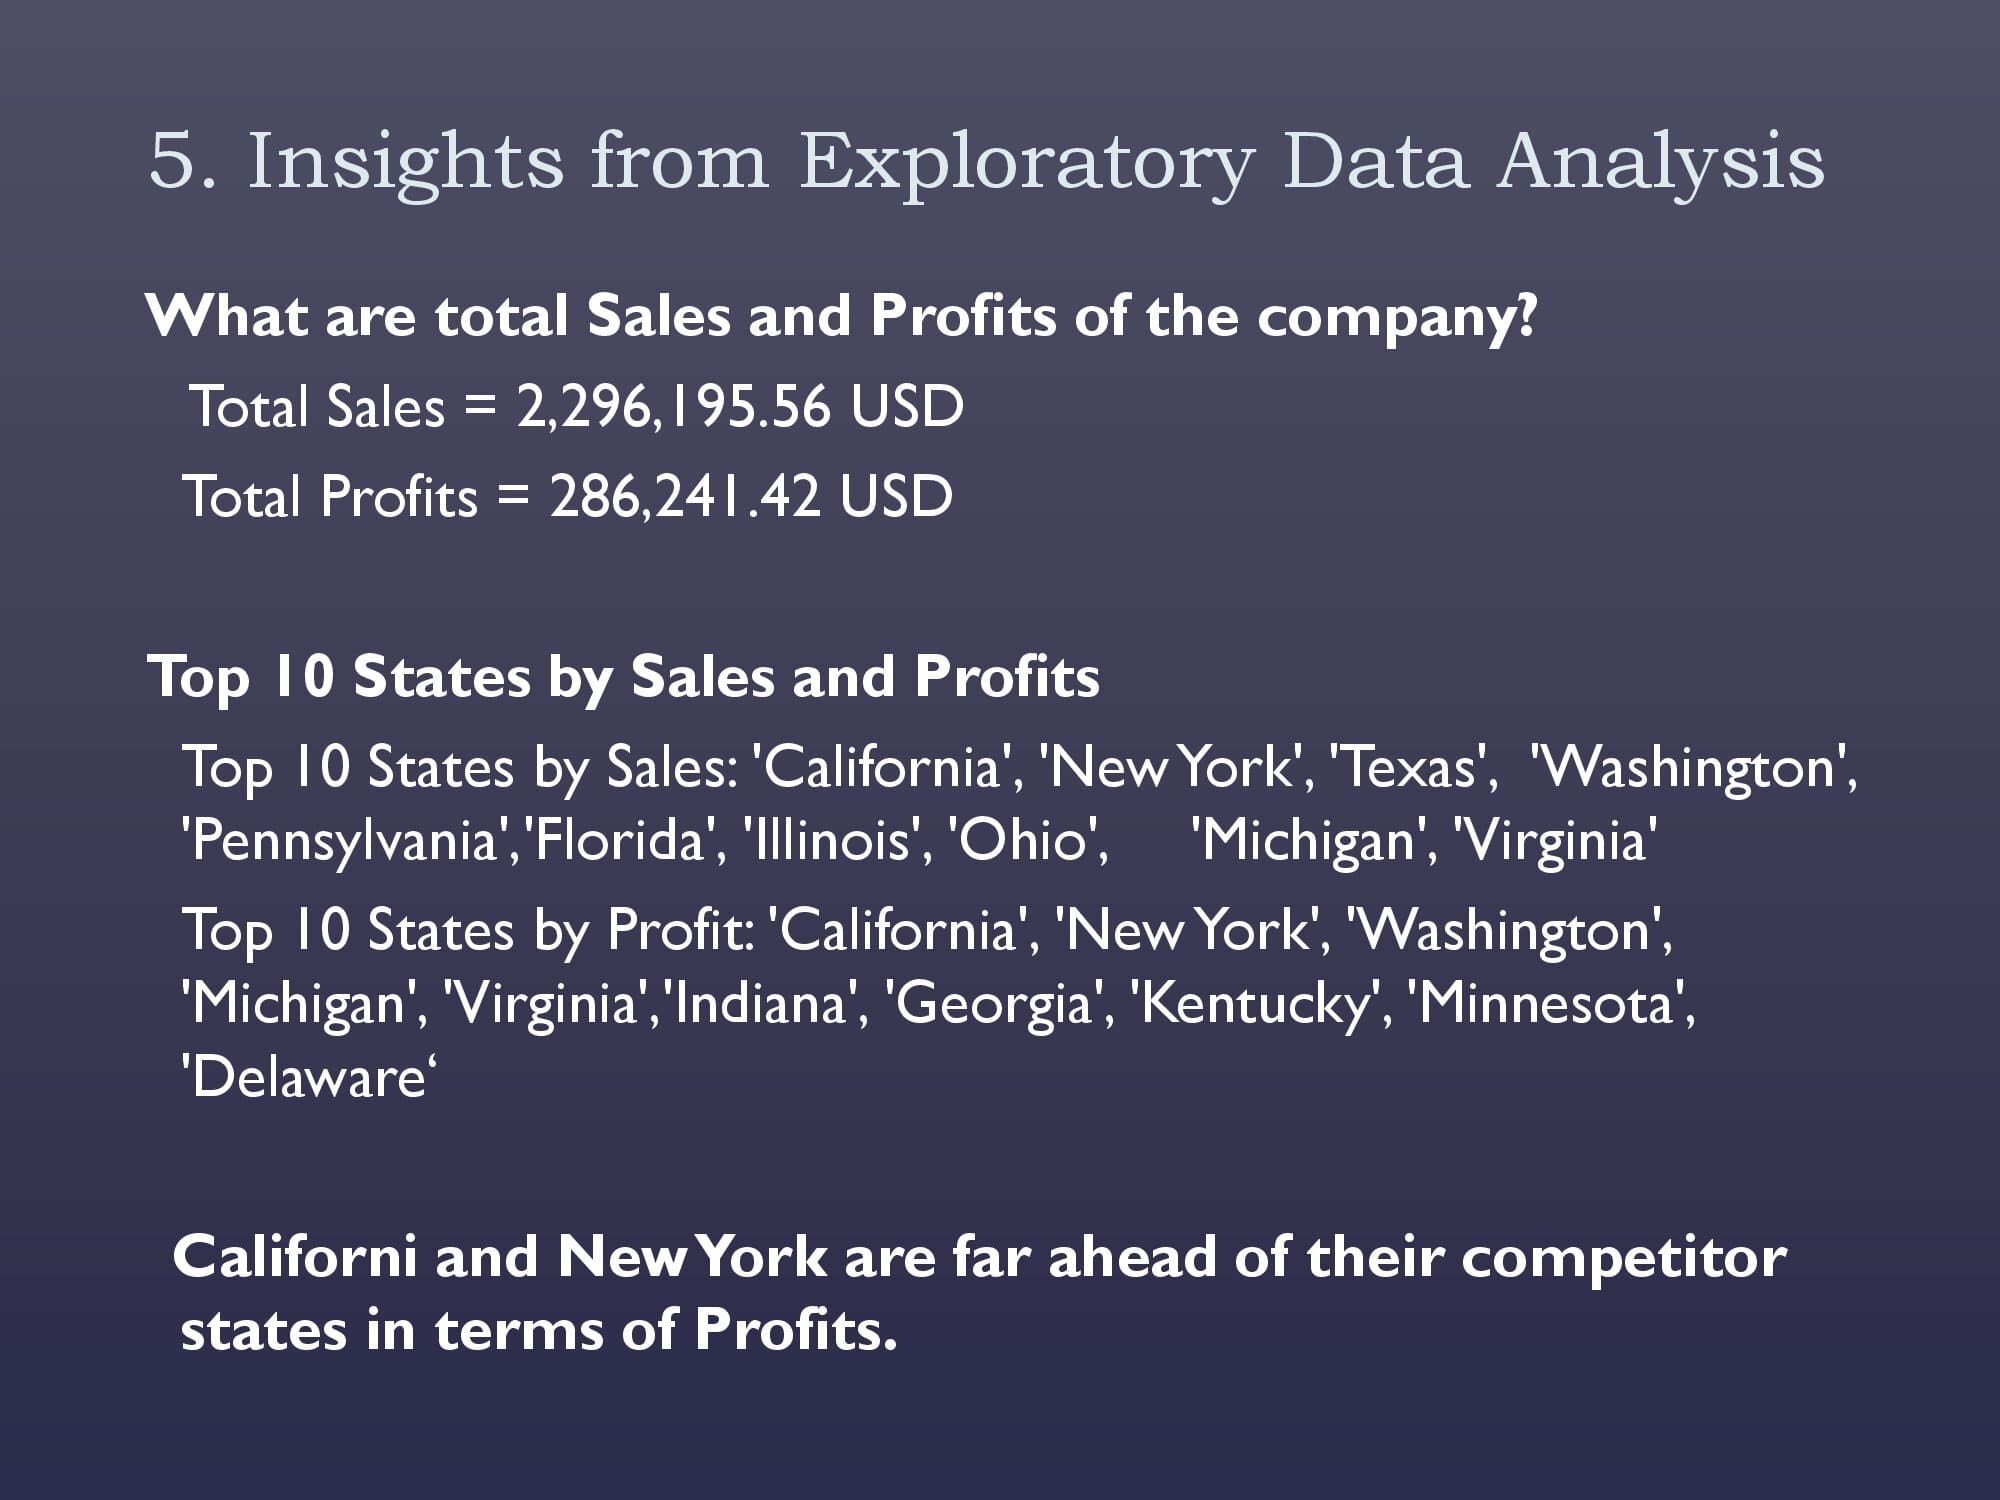 5. Insights from Exploratory Data Analysis
What are total Sales and Profits of the company?
Total Sales = 2,296,195.56 USD
Total Profits = 286,241.42 USD
Top 10 States by Sales and Profits
Top 10 States by Sales: 'California', 'New York', 'Texas',  'Washington',
'Pennsylvania','Florida', 'Illinois', 'Ohio',     'Michigan', 'Virginia'
Top 10 States by Profit: 'California', 'New York', 'Washington',
'Michigan', 'Virginia','Indiana', 'Georgia', 'Kentucky', 'Minnesota',
'Delaware‘
Californi and New York are far ahead of their competitor
states in terms of Profits.